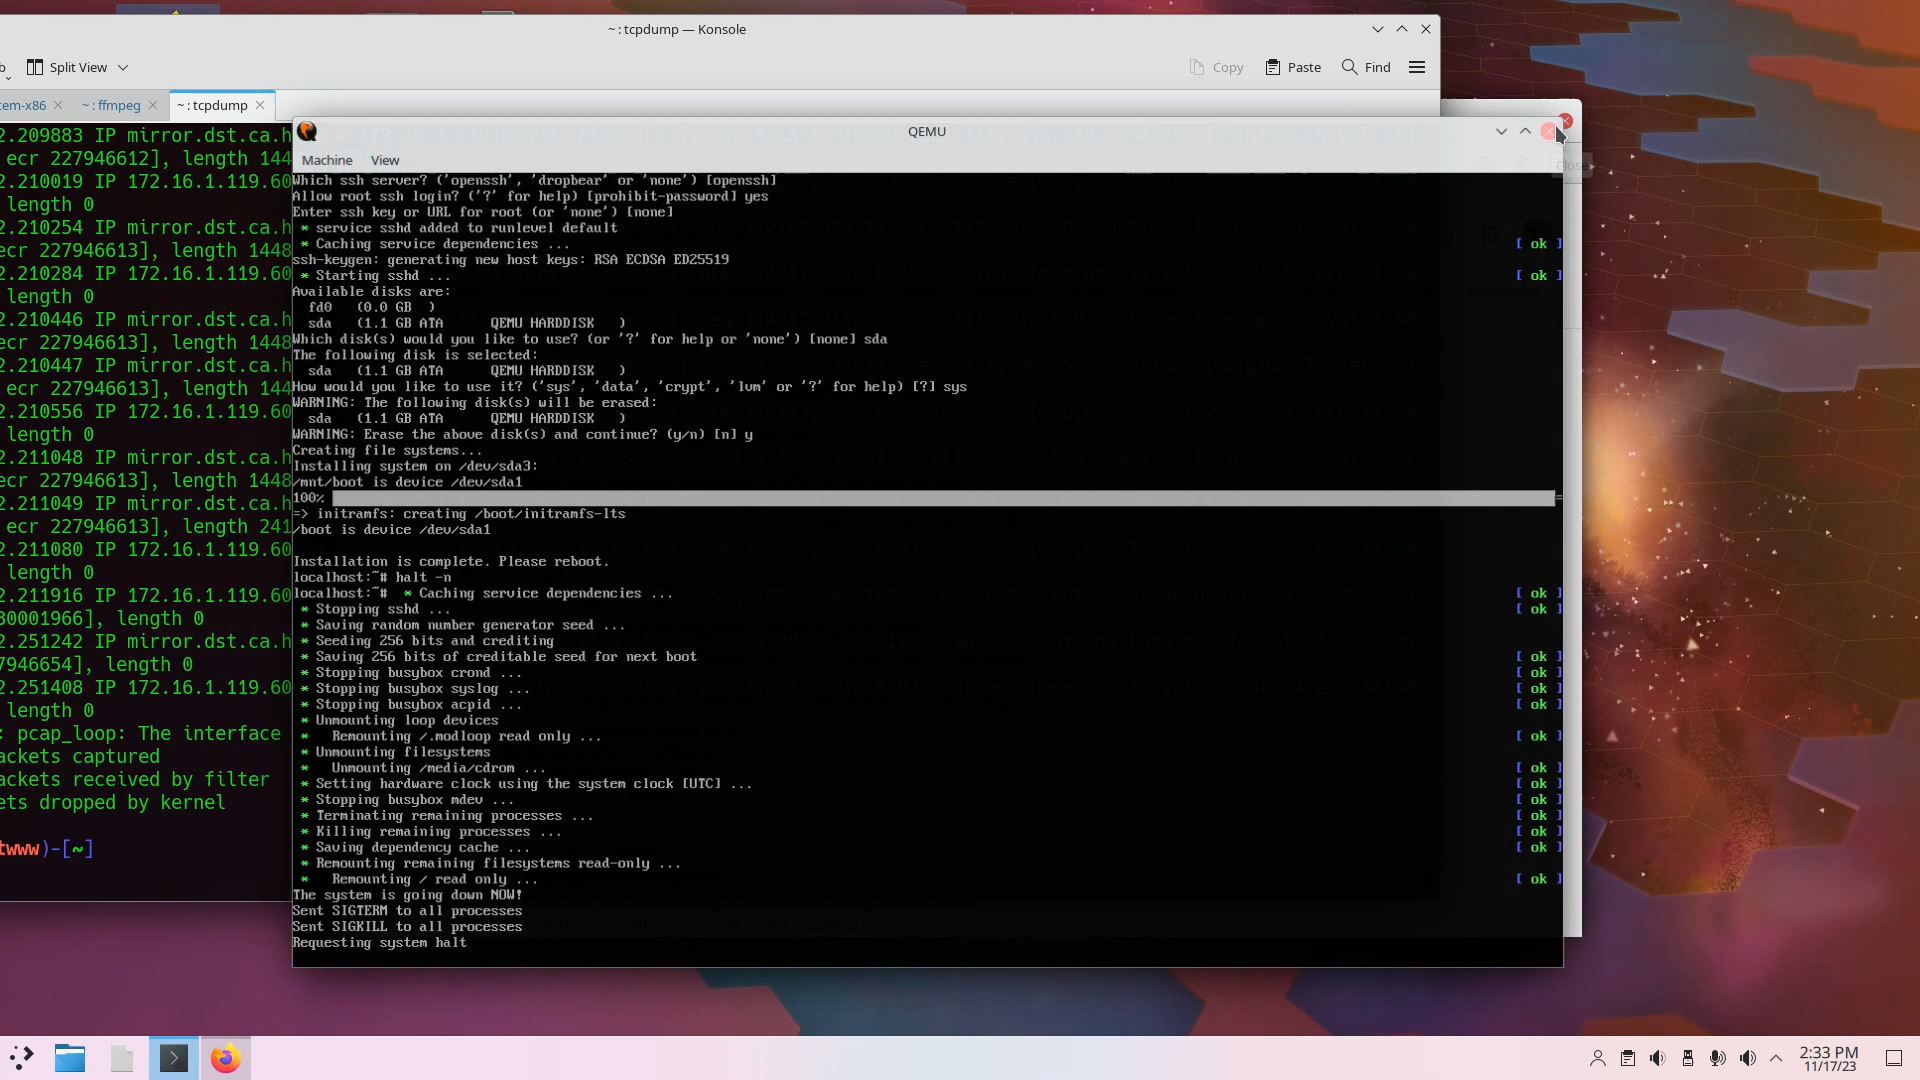 ~ : tcpdump — Konsole
Split View
Copy
Paste
Find
tem-x86
~ : ffmpeg
~ : tcpdump
2.209883 IP mirror.dst.ca.h
ecr 227946612], length 144
2.210019 IP 172.16.1.119.60
length 0
2.210254 IP mirror.dst.ca.h
ecr 227946613], length 1448
2.210284 IP 172.16.1.119.60
length 0
2.210446 IP mirror.dst.ca.h
ecr 227946613], length 1448
2.210447 IP mirror.dst.ca.h
ecr 227946613], length 144
2.210556 IP 172.16.1.119.60
length 0
2.211048 IP mirror.dst.ca.h
ecr 227946613], length 1448
2.211049 IP mirror.dst.ca.h
ecr 227946613], length 241
2.211080 IP 172.16.1.119.60
length 0
2.211916 IP 172.16.1.119.60
30001966], length 0
2.251242 IP mirror.dst.ca.h
7946654], length 0
2.251408 IP 172.16.1.119.60
length 0
: pcap_loop: The interface
ackets captured
ackets received by filter
ets dropped by kernel
twww)-[~]
QEMU
Close
Machine View
Which ssh server? ('openssh', 'dropbear' or 'none') [openssh]
Allow root ssh login? ('?' for help) [prohibit-password] yes
Enter ssh key or URL for root (or 'none') [none]
* service sshd added to runlevel default
* Caching service dependencies ... [ ok ]
ssh-keygen: generating new host keys: RSA ECDSA ED25519
* Starting sshd ... [ ok ]
Available disks are:
fd0 (0.0 GB )
sda (1.1 GB ATA QEMU HARDDISK )
Which disk(s) would you like to use? (or '?' for help or 'none') [none] sda
The following disk is selected:
sda (1.1 GB ATA QEMU HARDDISK )
How would you like to use it? ('sys', 'data', 'crypt', 'lvm' or '?' for help) [?] sys
WARNING: The following disk(s) will be erased:
sda (1.1 GB ATA QEMU HARDDISK )
WARNING: Erase the above disk(s) and continue? (y/n) [n] y
Creating file systems...
Installing system on /dev/sda3:
/mnt/boot is device /dev/sda1
100%
=> initramfs: creating /boot/initramfs-lts
/boot is device /dev/sda1
Installation is complete. Please reboot.
localhost:~# halt -n
localhost:~# * Caching service dependencies ... [ ok ]
* Stopping sshd ... [ ok ]
* Saving random number generator seed ...
* Seeding 256 bits and crediting
* Saving 256 bits of creditable seed for next boot [ ok ]
* Stopping busybox crond ... [ ok ]
* Stopping busybox syslog ... [ ok ]
* Stopping busybox acpid ... [ ok ]
* Unmounting loop devices
* Remounting /.modloop read only ... [ ok ]
* Unmounting filesystems
* Unmounting /media/cdrom ... [ ok ]
* Setting hardware clock using the system clock [UTC] ... [ ok ]
* Stopping busybox mdev ... [ ok ]
* Terminating remaining processes ... [ ok ]
* Killing remaining processes ... [ ok ]
* Saving dependency cache ... [ ok ]
* Remounting remaining filesystems read-only ...
* Remounting / read only ... [ ok ]
The system is going down NOW!
Sent SIGTERM to all processes
Sent SIGKILL to all processes
Requesting system halt
2:33 PM
11/17/23